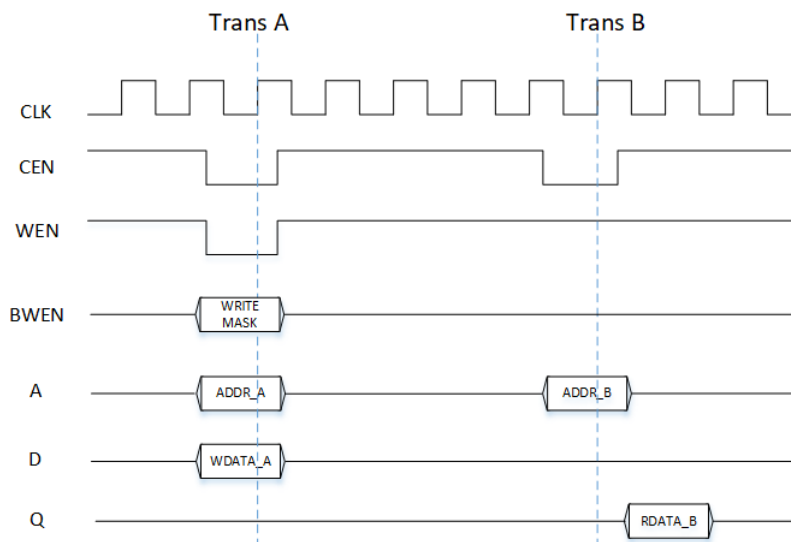 Trans A Trans B
CLK
CEN
WEN
BWEN WRITE
MASK
A ADDR_A ADDR_B
D WDATA_A
Q RDATA_B